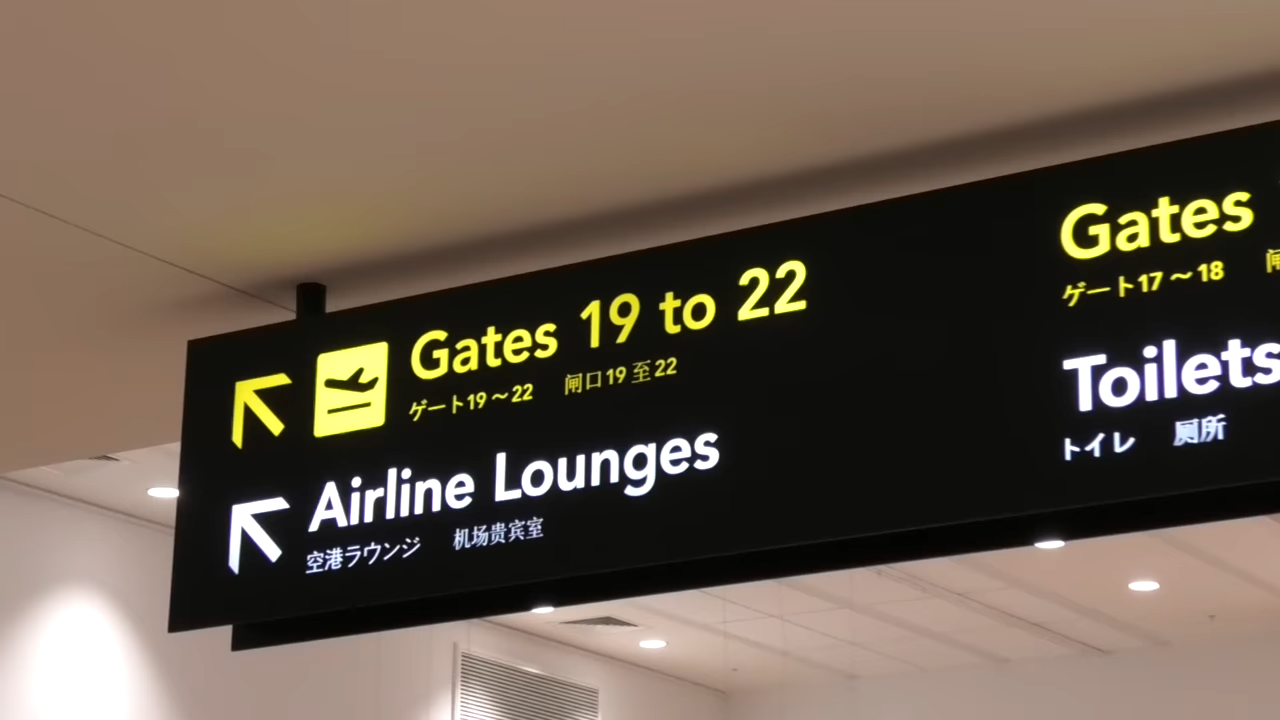 Gates 19 to 22
ゲート19～22 闸口19至22
Airline Lounges
空港ラウンジ 机场贵宾室
Gates
ゲート17～18 闸
Toilets
トイレ 厕所